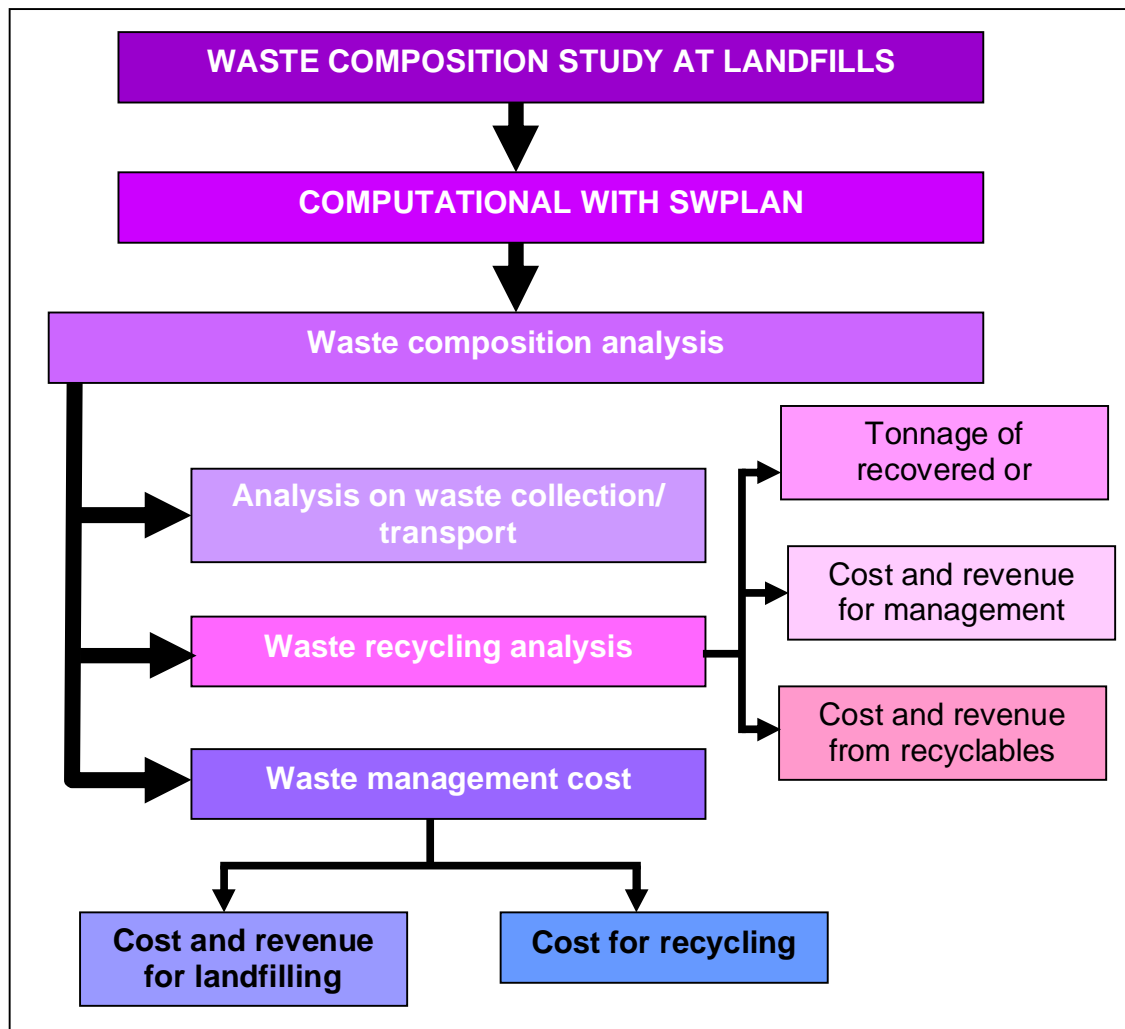 WASTE COMPOSITION STUDY AT LANDFILLS
COMPUTATIONAL WITH SWPLAN
Waste composition analysis
Tonnage of
recovered or
Analysis on waste collection/
transport
Cost and revenue
for management
Waste recycling analysis
Cost and revenue
from recyclables
Waste management cost
Cost and revenue
for landfilling
Cost for recycling